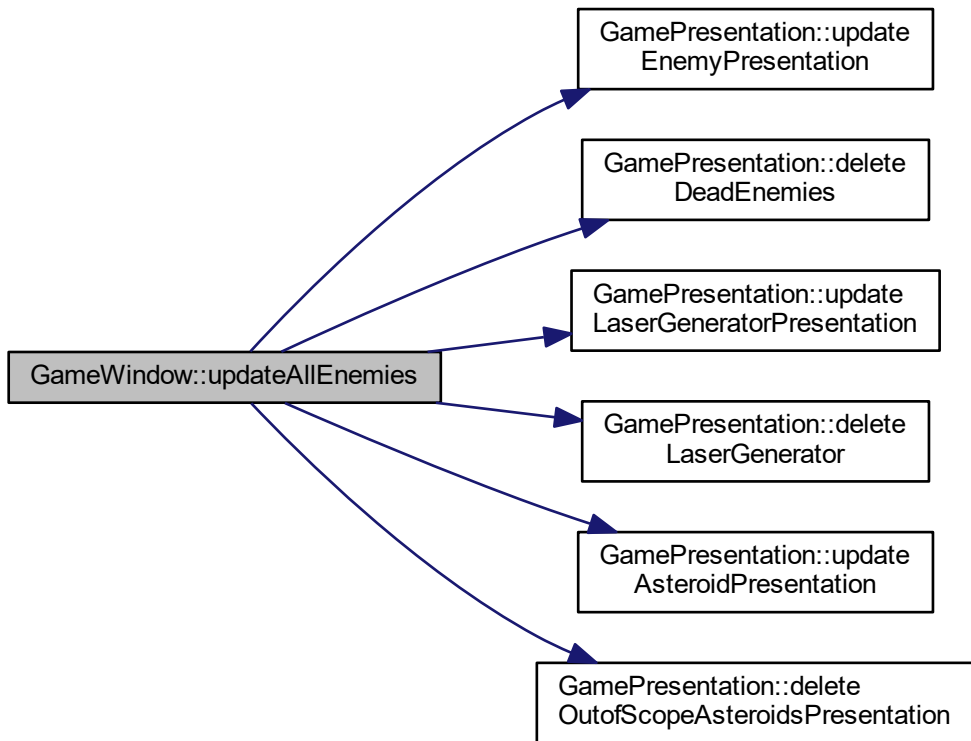 GamePresentation::update
EnemyPresentation
GamePresentation::delete
DeadEnemies
GamePresentation::update
LaserGeneratorPresentation
GameWindow::updateAllEnemies
GamePresentation::delete
LaserGenerator
GamePresentation::update
AsteroidPresentation
GamePresentation::delete
OutofScopeAsteroidsPresentation